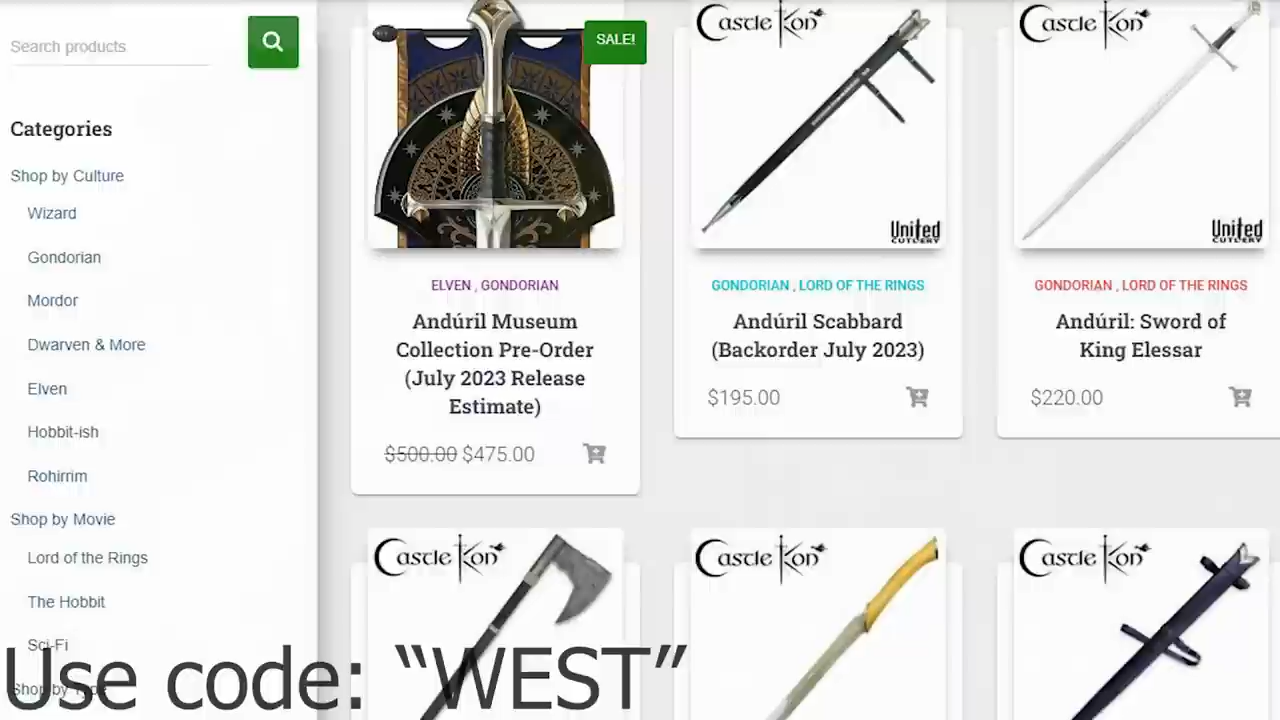 Search products
Categories
Shop by Culture
Wizard
Gondorian
Mordor
Dwarven & More
Elven
Hobbit-ish
Rohirrim
Shop by Movie
Lord of the Rings
The Hobbit
Sci-Fi
Shop by Type
SALE!
ELVEN , GONDORIAN
Andúril Museum
Collection Pre-Order
(July 2023 Release
Estimate)
$500.00 $475.00
Castle Kon
United
CUTLERY
GONDORIAN , LORD OF THE RINGS
Andúril Scabbard
(Backorder July 2023)
$195.00
Castle Kon
United
CUTLERY
GONDORIAN , LORD OF THE RINGS
Andúril: Sword of
King Elessar
$220.00
Castle Kon
Castle Kon
Castle Kon
Use code: “WEST”